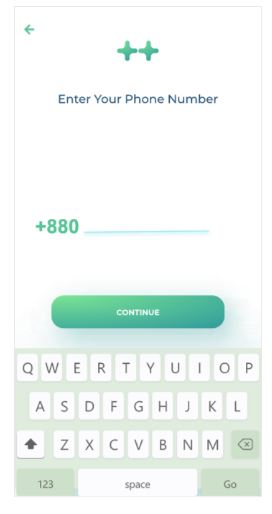 Enter Your Phone Number
+880
CONTINUE
Q W E R T Y U I O P
A S D F G H J K L
Z X C V B N M
123 space Go